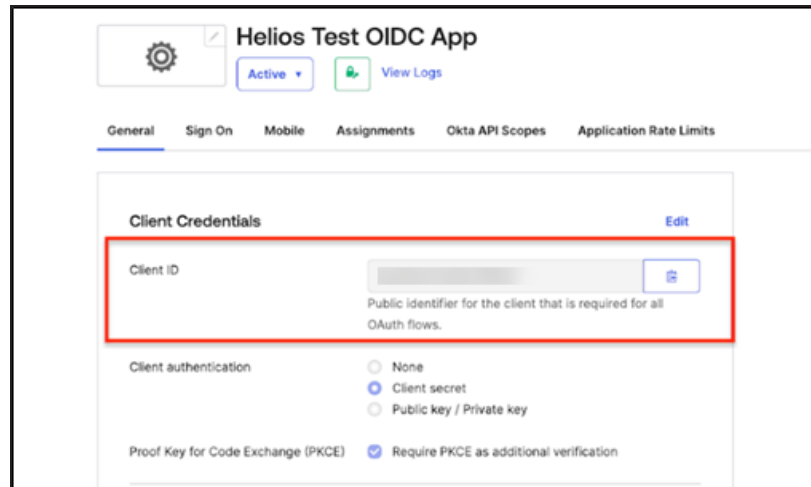 Helios Test OIDC App
Active
View Logs
General Sign On Mobile Assignments Okta API Scopes Application Rate Limits
Client Credentials Edit
Client ID
Public identifier for the client that is required for all
OAuth flows.
Client authentication None
Client secret
Public key / Private key
Proof Key for Code Exchange (PKCE) Require PKCE as additional verification